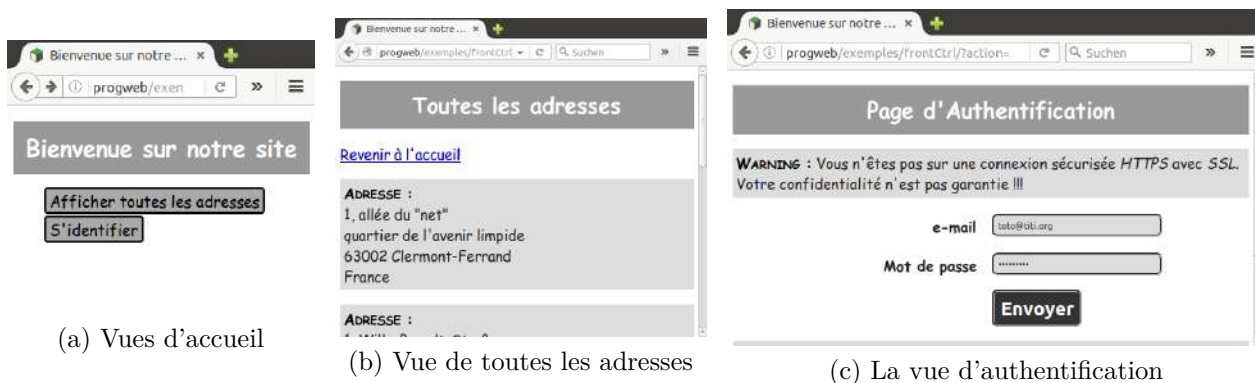 Bienvenue sur notre ... ×
progweb/exen
Bienvenue sur notre site
Afficher toutes les adresses
S'identifier
(a) Vues d'accueil
Bienvenue sur notre ... ×
progweb/exemples/frontCtrl
Suchen
Toutes les adresses
Revenir à l'accueil
ADRESSE :
1, allée du "net"
quartier de l'avenir limpide
63002 Clermont-Ferrand
France
ADRESSE :
(b) Vue de toutes les adresses
Bienvenue sur notre ... ×
progweb/exemples/frontCtrl/?action=
Suchen
Page d'Authentification
WARNING : Vous n'êtes pas sur une connexion sécurisée HTTPS avec SSL.
Votre confidentialité n'est pas garantie !!!
e-mail toto@titi.org
Mot de passe
Envoyer
(c) La vue d'authentification